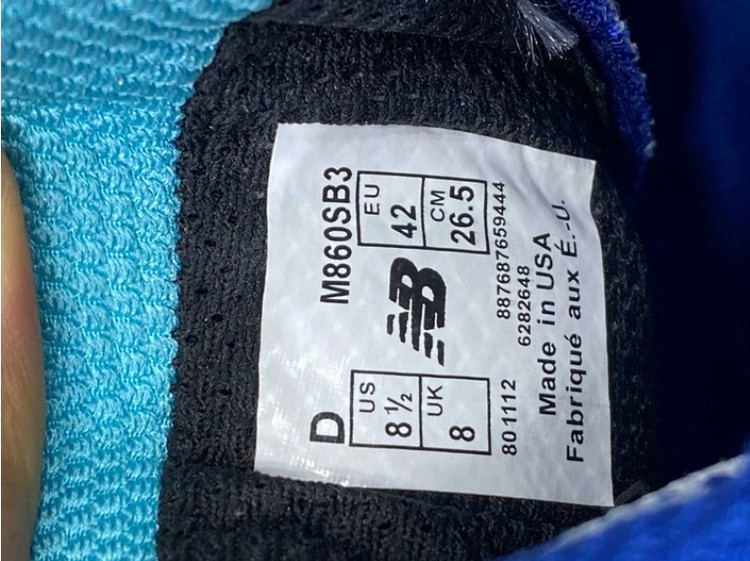 D M860SB3
US EU
8 ½ 42
UK CM
8 26.5
NB
801112 887687659444
6282648
Made in USA
Fabriqué aux É.-U.